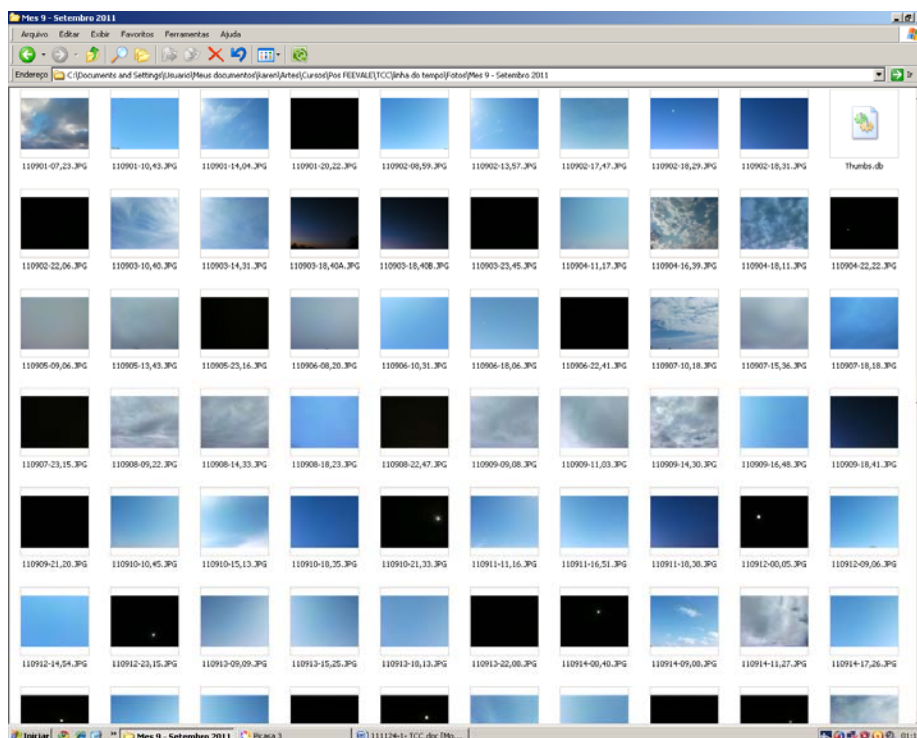 Mes 9 - Setembro 2011
Arquivo Editar Exibir Favoritos Ferramentas Ajuda
Endereço C:\Documents and Settings\Usuario\Meus documentos\karen\Artes\Cursos\Pos FEEVALE\TCC\linha do tempo\Fotos\Mes 9 - Setembro 2011 Ir
110901-07,23.JPG 110901-10,43.JPG 110901-14,04.JPG 110901-20,22.JPG 110902-08,59.JPG 110902-13,57.JPG 110902-17,47.JPG 110902-18,29.JPG 110902-18,31.JPG Thumbs.db
110902-22,06.JPG 110903-10,40.JPG 110903-14,31.JPG 110903-18,40A.JPG 110903-18,40B.JPG 110903-23,45.JPG 110904-11,17.JPG 110904-16,39.JPG 110904-18,11.JPG 110904-22,22.JPG
110905-09,06.JPG 110905-13,43.JPG 110905-23,16.JPG 110906-08,20.JPG 110906-10,31.JPG 110906-18,06.JPG 110906-22,41.JPG 110907-10,18.JPG 110907-15,36.JPG 110907-18,18.JPG
110907-23,15.JPG 110908-09,22.JPG 110908-14,33.JPG 110908-18,23.JPG 110908-22,47.JPG 110909-09,08.JPG 110909-11,03.JPG 110909-14,30.JPG 110909-16,48.JPG 110909-18,41.JPG
110909-21,20.JPG 110910-10,45.JPG 110910-15,13.JPG 110910-18,35.JPG 110910-21,33.JPG 110911-11,16.JPG 110911-16,51.JPG 110911-18,38.JPG 110912-00,05.JPG 110912-09,06.JPG
110912-14,54.JPG 110912-23,15.JPG 110913-09,09.JPG 110913-15,25.JPG 110913-18,13.JPG 110913-22,08.JPG 110914-00,40.JPG 110914-09,08.JPG 110914-11,27.JPG 110914-17,26.JPG
Iniciar Mes 9 - Setembro 2011 Picasa 3 111124-1- TCC.doc [Mo...